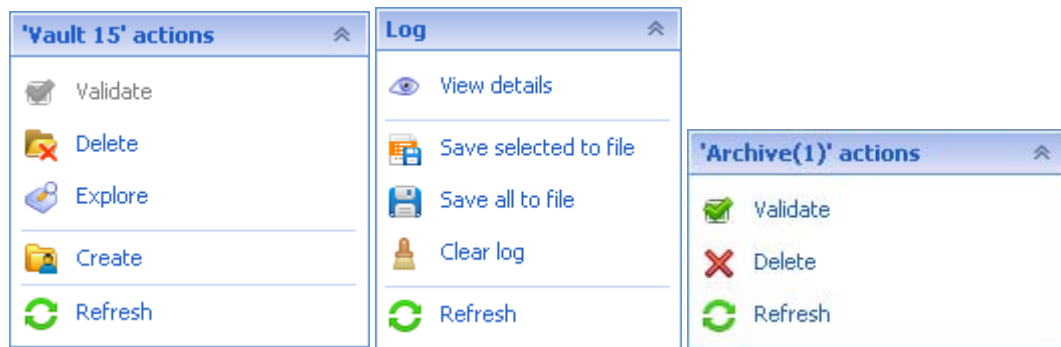 'Vault 15' actions
Validate
Delete
Explore
Create
Refresh
Log
View details
Save selected to file
Save all to file
Clear log
Refresh
'Archive(1)' actions
Validate
Delete
Refresh